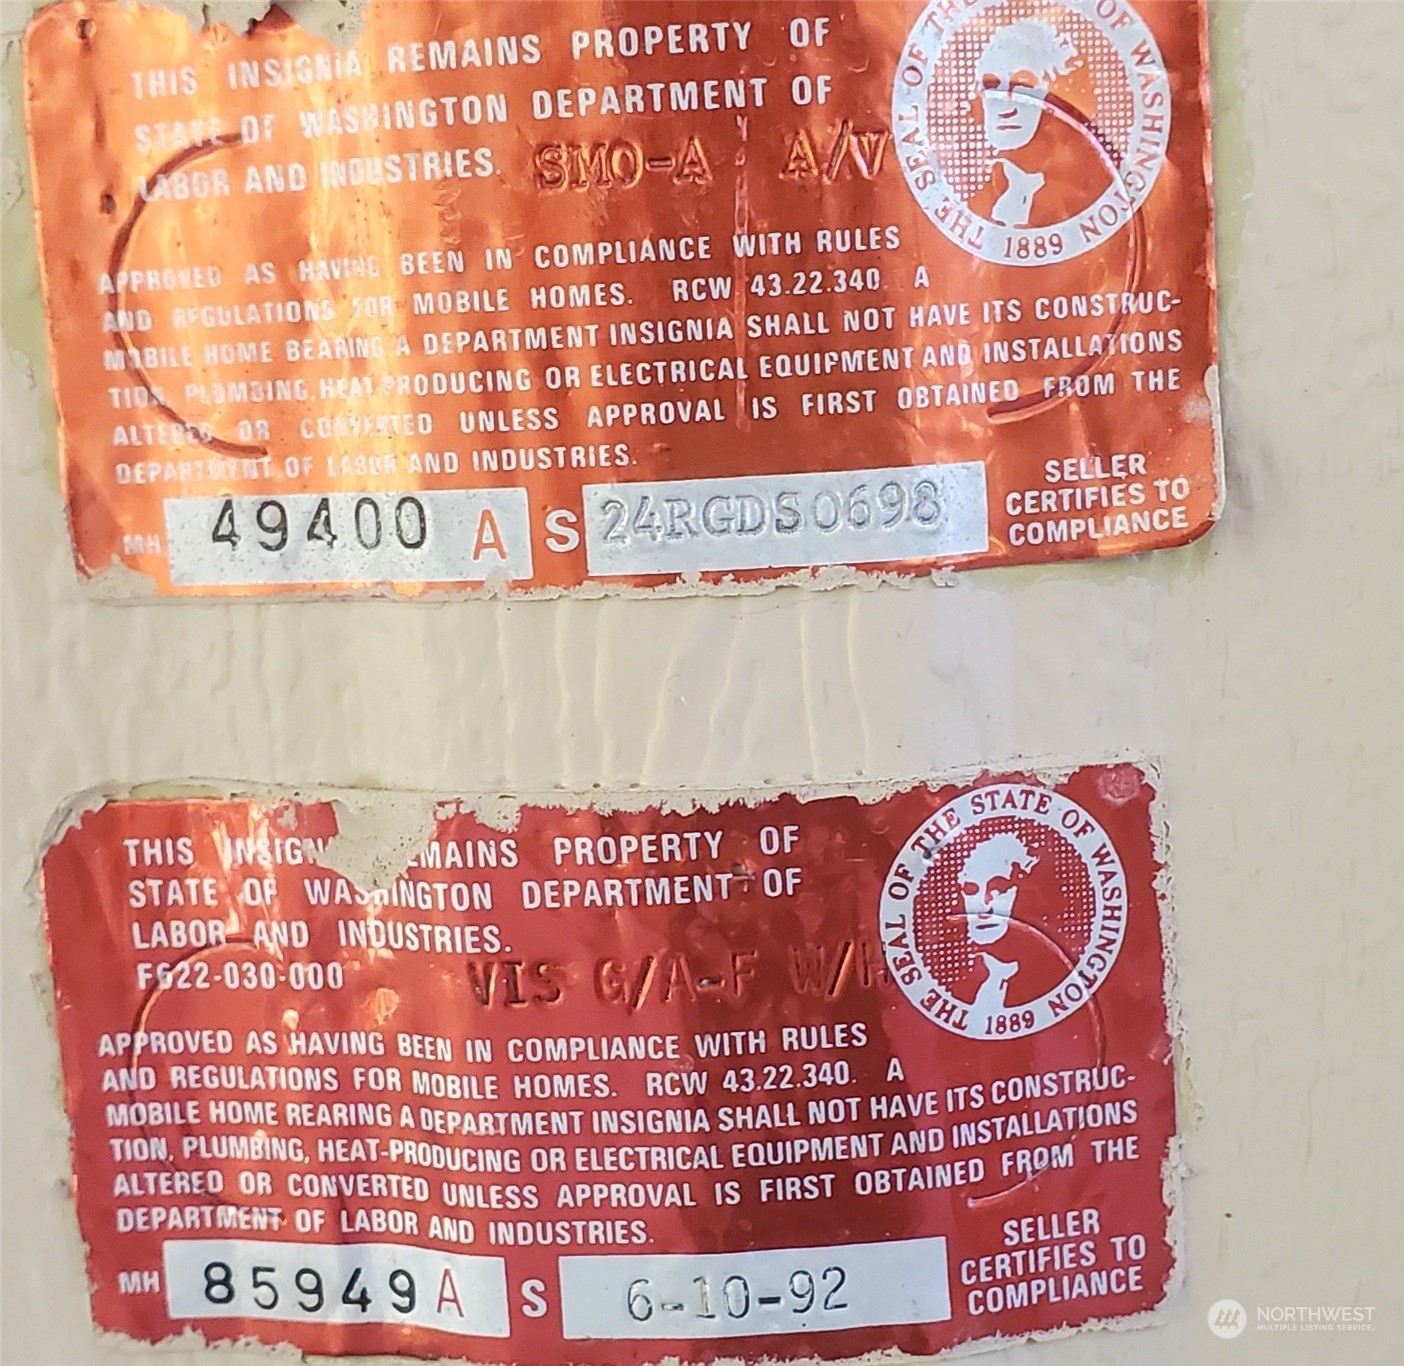 THIS INSIGNIA REMAINS PROPERTY OF
STATE OF WASHINGTON DEPARTMENT OF
LABOR AND INDUSTRIES. SMO-A A/V
THE SEAL OF THE OF WASHINGTON
1889
APPROVED AS HAVING BEEN IN COMPLIANCE WITH RULES
AND REGULATIONS FOR MOBILE HOMES. RCW 43.22.340. A
MOBILE HOME BEARING A DEPARTMENT INSIGNIA SHALL NOT HAVE ITS CONSTRUC-
TION, PLUMBING, HEAT-PRODUCING OR ELECTRICAL EQUIPMENT AND INSTALLATIONS
ALTERED OR CONVERTED UNLESS APPROVAL IS FIRST OBTAINED FROM THE
DEPARTMENT OF LABOR AND INDUSTRIES.
MH 49400 A S 24RGDS0698
SELLER
CERTIFIES TO
COMPLIANCE
THIS INSIGN MAINS PROPERTY OF
STATE OF WASHINGTON DEPARTMENT OF
LABOR AND INDUSTRIES.
F622-030-000 VIS G/A-F W/H
THE SEAL OF THE STATE OF WASHINGTON
1889
APPROVED AS HAVING BEEN IN COMPLIANCE WITH RULES
AND REGULATIONS FOR MOBILE HOMES. RCW 43.22.340. A
MOBILE HOME REARING A DEPARTMENT INSIGNIA SHALL NOT HAVE ITS CONSTRUC-
TION, PLUMBING, HEAT-PRODUCING OR ELECTRICAL EQUIPMENT AND INSTALLATIONS
ALTERED OR CONVERTED UNLESS APPROVAL IS FIRST OBTAINED FROM THE
DEPARTMENT OF LABOR AND INDUSTRIES.
MH 85949 A S 6-10-92
SELLER
CERTIFIES TO
COMPLIANCE
NORTHWEST
MULTIPLE LISTING SERVICE